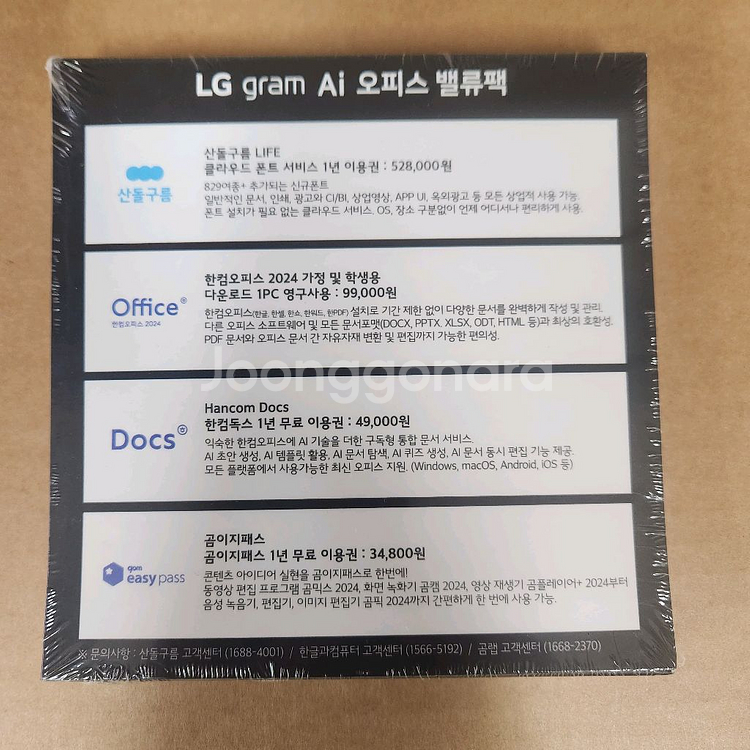 LG gram Ai 오피스 밸류팩
산돌구름
산돌구름 LIFE
클라우드 폰트 서비스 1년 이용권 : 528,000원
829여종+ 추가되는 신규폰트
일반적인 문서, 인쇄, 광고와 CI/BI, 상업영상, APP UI, 옥외광고 등 모든 상업적 사용 가능.
폰트 설치가 필요 없는 클라우드 서비스. OS, 장소 구분없이 언제 어디서나 편리하게 사용.
Office
한컴오피스 2024
한컴오피스 2024 가정 및 학생용
다운로드 1PC 영구사용 : 99,000원
한컴오피스(한글, 한셀, 한쇼, 한워드, 한PDF) 설치로 기간 제한 없이 다양한 문서를 완벽하게 작성 및 관리.
다른 오피스 소프트웨어 및 모든 문서포맷(DOCX, PPTX, XLSX, ODT, HTML 등)과 최상의 호환성.
PDF 문서와 오피스 문서 간 자유자재 변환 및 편집까지 가능한 편의성.
Joonggonara
Docs
Hancom Docs
한컴독스 1년 무료 이용권 : 49,000원
익숙한 한컴오피스에 AI 기술을 더한 구독형 통합 문서 서비스.
AI 초안 생성, AI 템플릿 활용, AI 문서 탐색, AI 퀴즈 생성, AI 문서 동시 편집 기능 제공.
모든 플랫폼에서 사용가능한 최신 오피스 지원. (Windows, macOS, Android, iOS 등)
gom
easy pass
곰이지패스
곰이지패스 1년 무료 이용권 : 34,800원
콘텐츠 아이디어 실현을 곰이지패스로 한번에!
동영상 편집 프로그램 곰믹스 2024, 화면 녹화기 곰캠 2024, 영상 재생기 곰플레이어+ 2024부터
음성 녹음기, 편집기, 이미지 편집기 곰픽 2024까지 간편하게 한 번에 사용 가능.
※ 문의사항 : 산돌구름 고객센터 (1688-4001) / 한글과컴퓨터 고객센터 (1566-5192) / 곰랩 고객센터 (1668-2370)